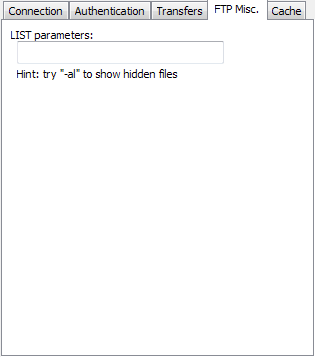 Connection Authentication Transfers FTP Misc. Cache
LIST parameters:
Hint: try "-al" to show hidden files